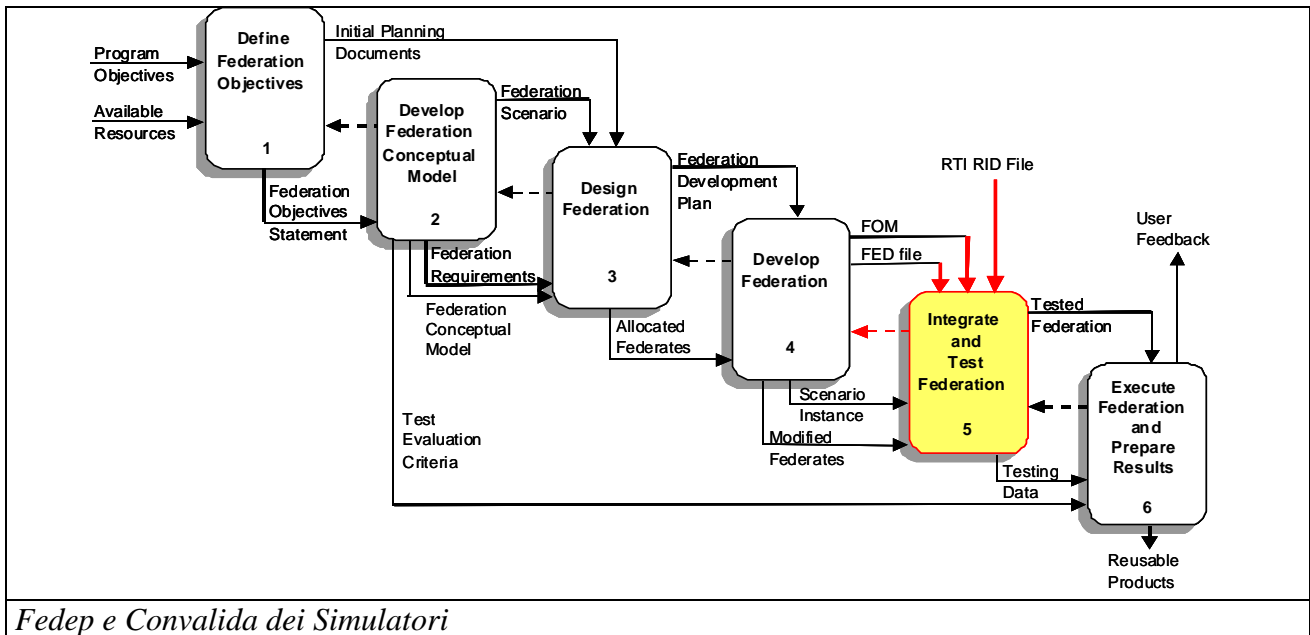 Program
Objectives
Available
Resources
Define
Federation
Objectives
1
Initial Planning
Documents
Federation
Objectives
Statement
Develop
Federation
Conceptual
Model
2
Federation
Scenario
Federation
Requirements
Federation
Conceptual
Model
Test
Evaluation
Criteria
Design
Federation
3
Federation
Development
Plan
Allocated
Federates
Develop
Federation
4
FOM
FED file
RTI RID File
Scenario
Instance
Modified
Federates
Integrate
and
Test
Federation
5
Tested
Federation
Testing
Data
User
Feedback
Execute
Federation
and
Prepare
Results
6
Reusable
Products
Fedep e Convalida dei Simulatori